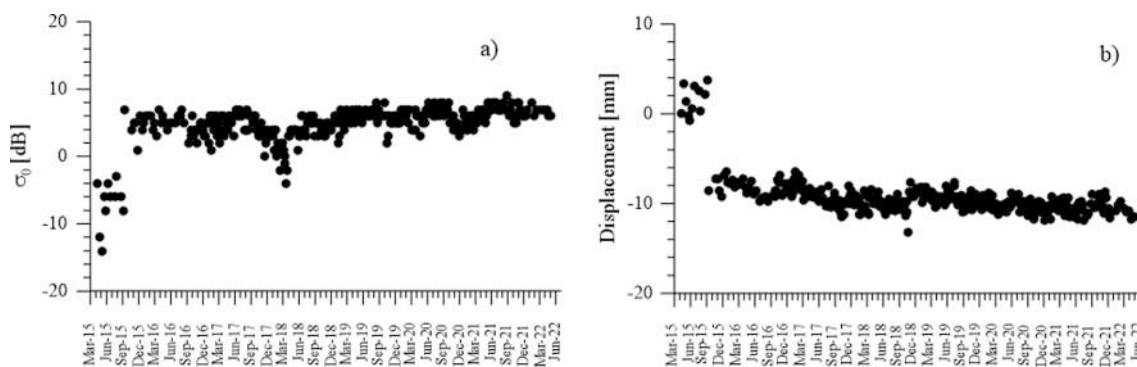 20
10
0
-10
-20
σ0 [dB]
a)
Mar-15
Jun-15
Sep-15
Dec-15
Mar-16
Jun-16
Sep-16
Dec-16
Mar-17
Jun-17
Sep-17
Dec-17
Mar-18
Jun-18
Sep-18
Dec-18
Mar-19
Jun-19
Sep-19
Dec-19
Mar-20
Jun-20
Sep-20
Dec-20
Mar-21
Jun-21
Sep-21
Dec-21
Mar-22
Jun-22
10
0
-10
-20
Displacement [mm]
b)
Mar-15
Jun-15
Sep-15
Dec-15
Mar-16
Jun-16
Sep-16
Dec-16
Mar-17
Jun-17
Sep-17
Dec-17
Mar-18
Jun-18
Sep-18
Dec-18
Mar-19
Jun-19
Sep-19
Dec-19
Mar-20
Jun-20
Sep-20
Dec-20
Mar-21
Jun-21
Sep-21
Dec-21
Mar-22